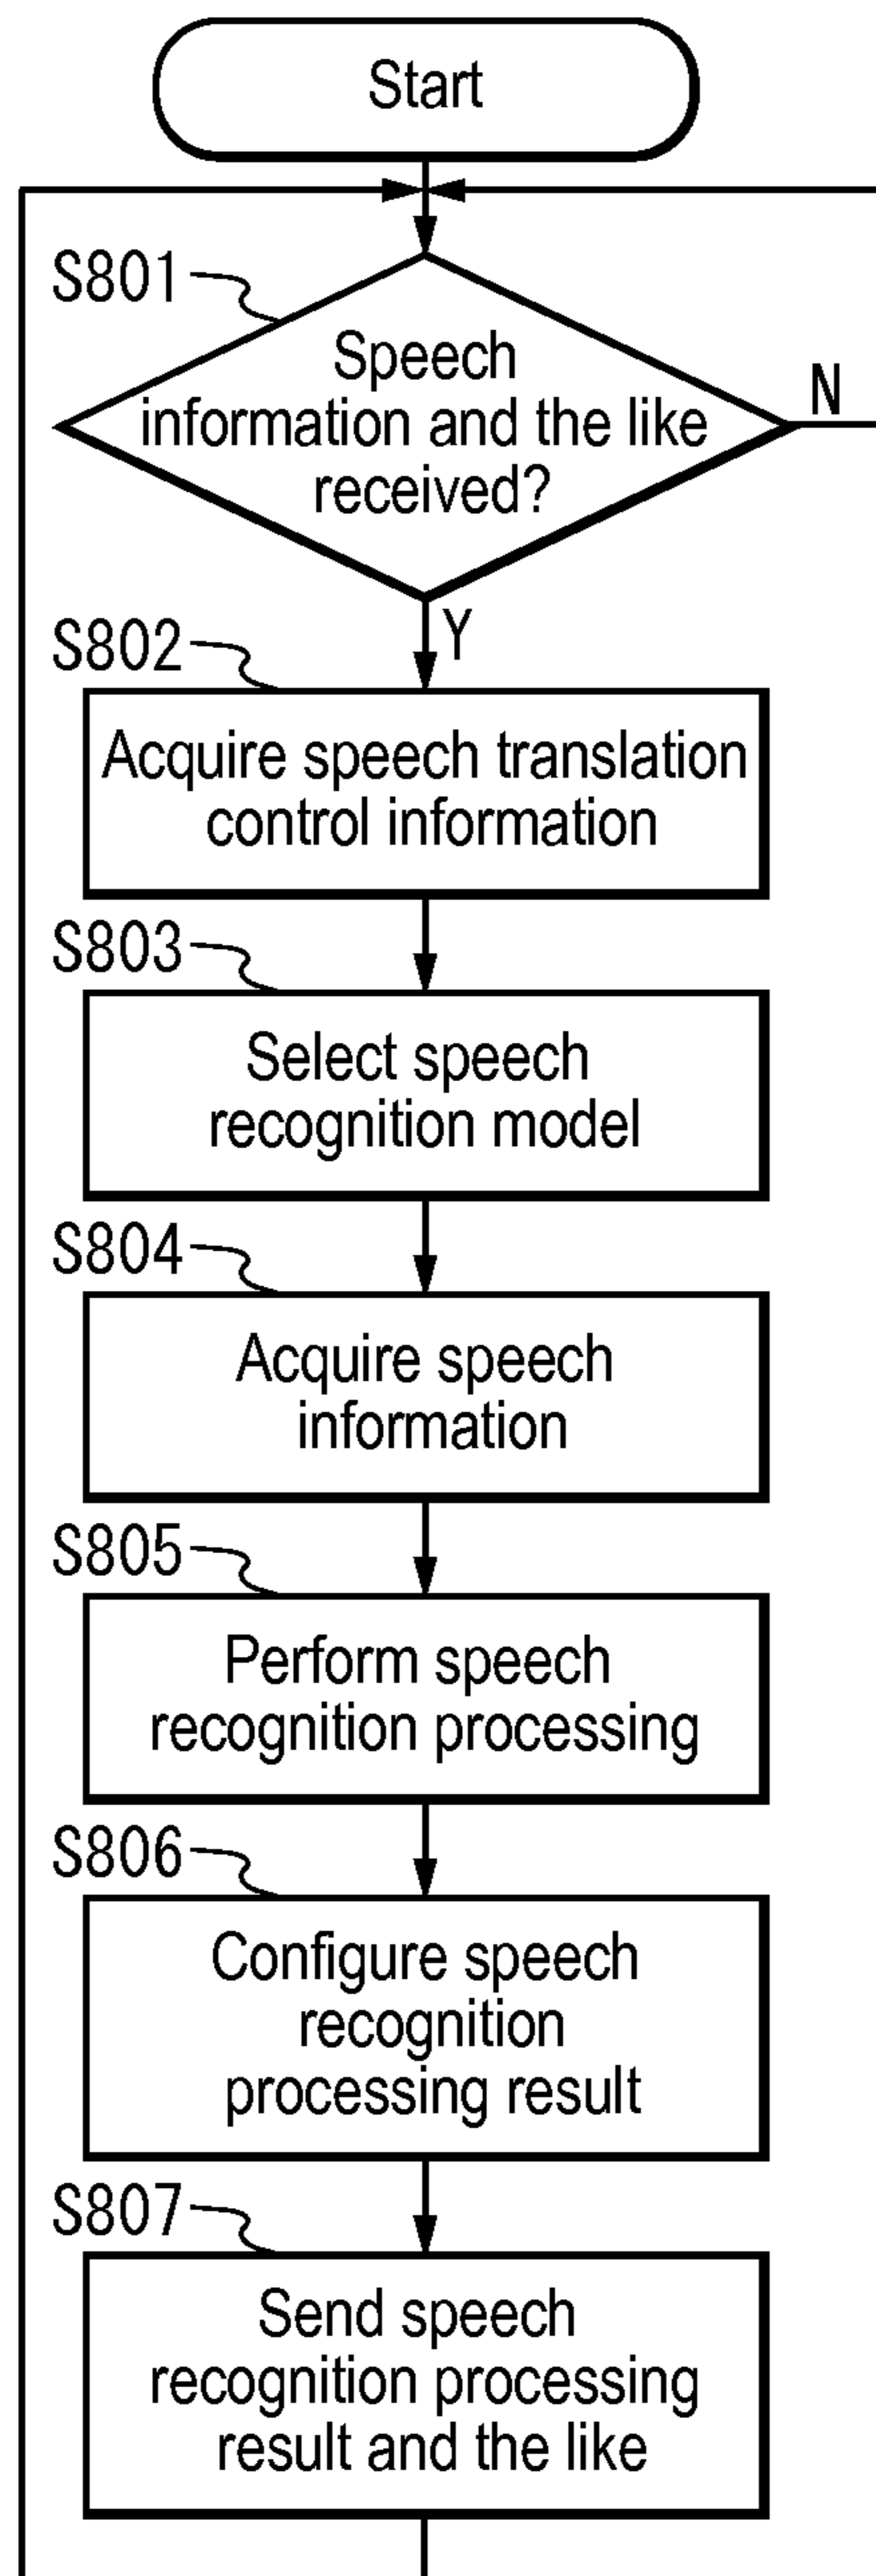 Start
S801
Speech
information and the like
received?
N
Y
S802
Acquire speech translation
control information
S803
Select speech
recognition model
S804
Acquire speech
information
S805
Perform speech
recognition processing
S806
Configure speech
recognition
processing result
S807
Send speech
recognition processing
result and the like